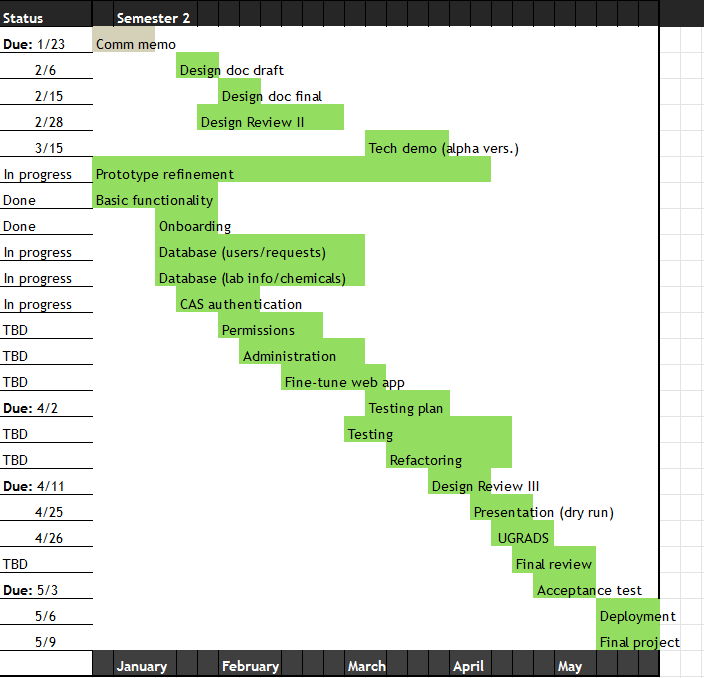 Status Semester 2
Due: 1/23 Comm memo
2/6 Design doc draft
2/15 Design doc final
2/28 Design Review II
3/15 Tech demo (alpha vers.)
In progress Prototype refinement
Done Basic functionality
Done Onboarding
In progress Database (users/requests)
In progress Database (lab info/chemicals)
In progress CAS authentication
TBD Permissions
TBD Administration
TBD Fine-tune web app
Due: 4/2 Testing plan
TBD Testing
TBD Refactoring
Due: 4/11 Design Review III
4/25 Presentation (dry run)
4/26 UGRADS
TBD Final review
Due: 5/3 Acceptance test
5/6 Deployment
5/9 Final project
January February March April May